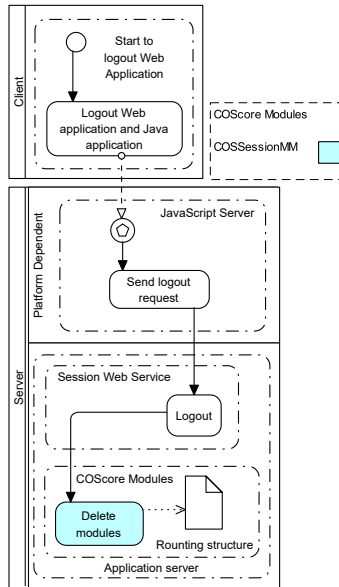 Client
Start to
logout Web
Application
Logout Web
application and Java
application
COScore Modules
COSSessionMM
Server
Platform Dependent
JavaScript Server
Send logout
request
Session Web Service
Logout
COScore Modules
Delete
modules
Rounting structure
Application server